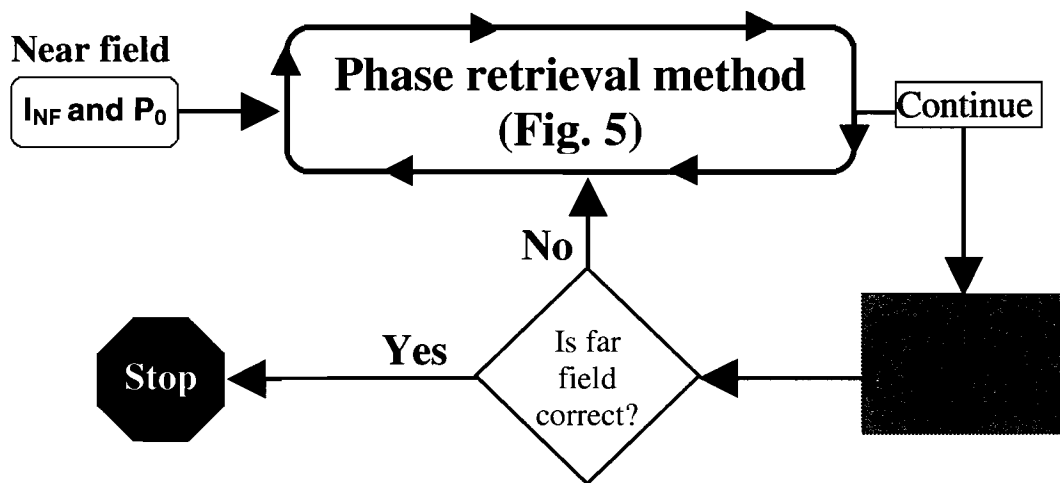 Near field
I_NF and P_0
Phase retrieval method
(Fig. 5)
Continue
No
Yes
Stop
Is far
field
correct?